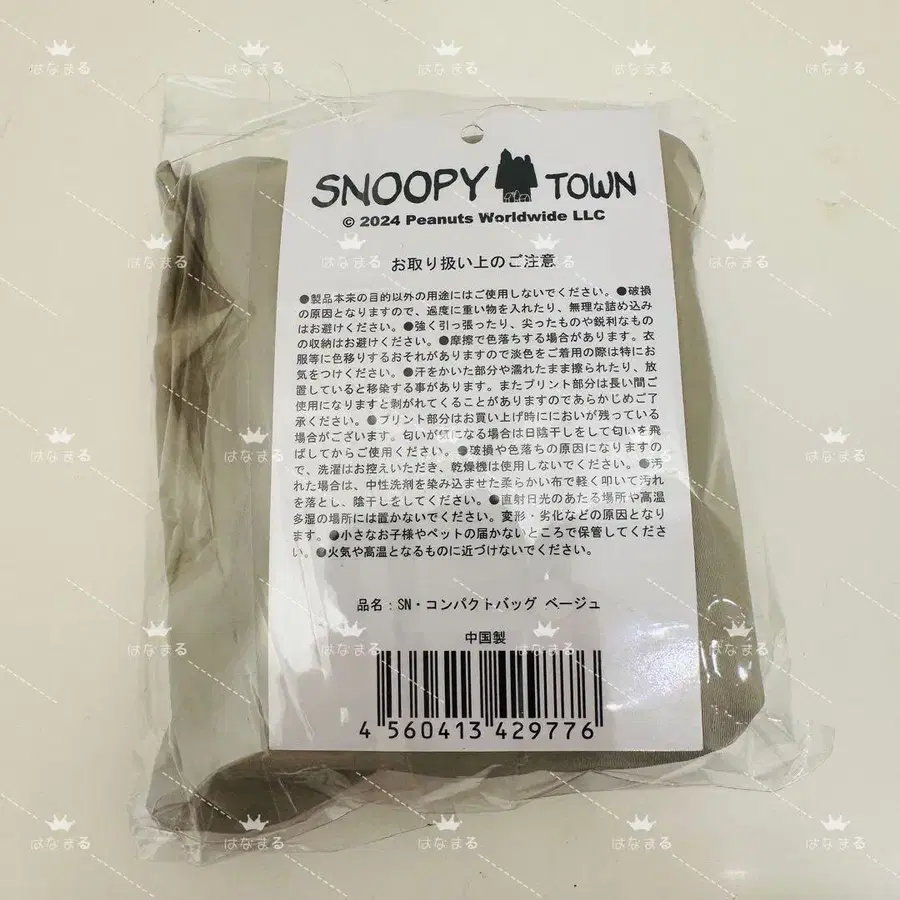 SNOOPY TOWN
© 2024 Peanuts Worldwide LLC
お取り扱い上のご注意
●製品本来の目的以外の用途にはご使用しないでください。●破損
の原因となりますので、過度に重い物を入れたり、無理な詰め込み
はお避けください。●強く引っ張ったり、尖ったものや鋭利なもの
の収納はお避けください。●摩擦で色落ちする場合があります。衣
服等に色移りするおそれがありますので淡色をご着用の際は特にお
気をつけください。●汗をかいた部分や濡れたまま擦られたり、放
置していると移染する事があります。またプリント部分は長い間ご
使用になりますと剥がれてくることがありますのであらかじめご了
承ください。●プリント部分はお買い上げ時ににおいが残っている
場合がございます。匂いが気になる場合は日陰干しをして匂いを飛
ばしてからご使用ください。●破損や色落ちの原因になりますの
で、洗濯はお控えいただき、乾燥機は使用しないでください。●汚
れた場合は、中性洗剤を染み込ませた柔らかい布で軽く叩いて汚れ
を落とし、陰干しをしてください。●直射日光のあたる場所や高温
多湿の場所には置かないでください。変形・劣化などの原因となり
ます。●小さなお子様やペットの届かないところで保管してくださ
い。●火気や高温となるものに近づけないでください。
品名：SN・コンパクトバッグ ベージュ
中国製
4 560413 429776
はなまる